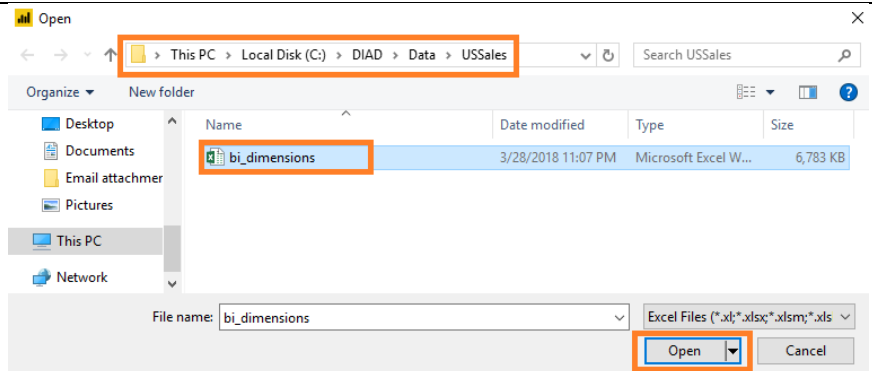 Open
> This PC > Local Disk (C:) > DIAD > Data > USSales
Search USSales
Organize
New folder
Name Date modified Type Size
Desktop
Documents
Email attachmer
Pictures
This PC
Network
bi_dimensions 3/28/2018 11:07 PM Microsoft Excel W... 6,783 KB
File name: bi_dimensions
Excel Files (*.xl;*.xlsx;*.xlsm;*.xls
Open
Cancel